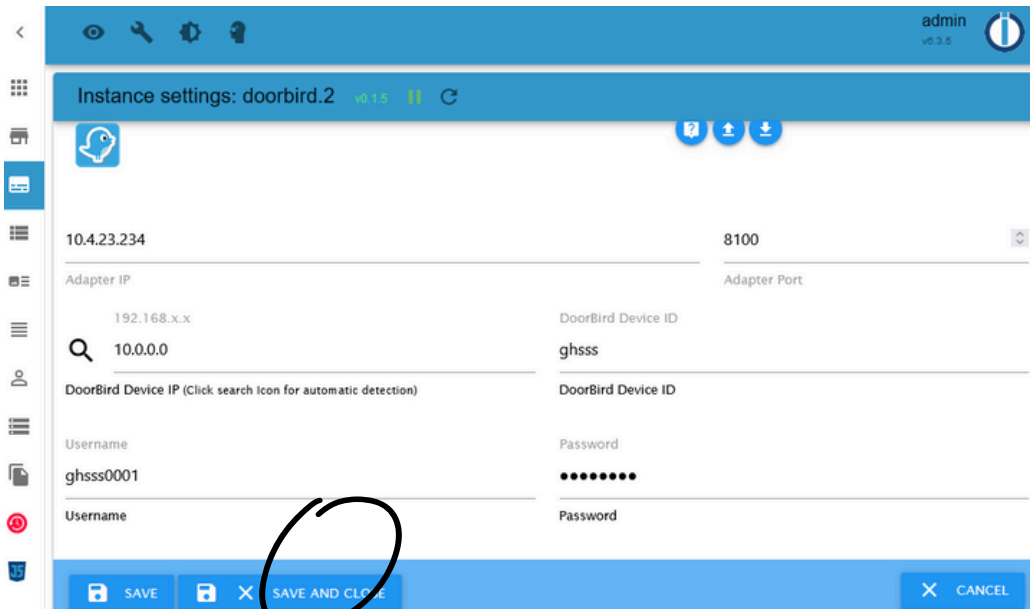 admin
v6.3.5
Instance settings: doorbird.2 v0.1.5
10.4.23.234 8100
Adapter IP Adapter Port
192.168.x.x DoorBird Device ID
10.0.0.0 ghsss
DoorBird Device IP (Click search Icon for automatic detection) DoorBird Device ID
Username Password
ghsss0001 ••••••••
Username Password
SAVE SAVE AND CLOSE CANCEL
JS